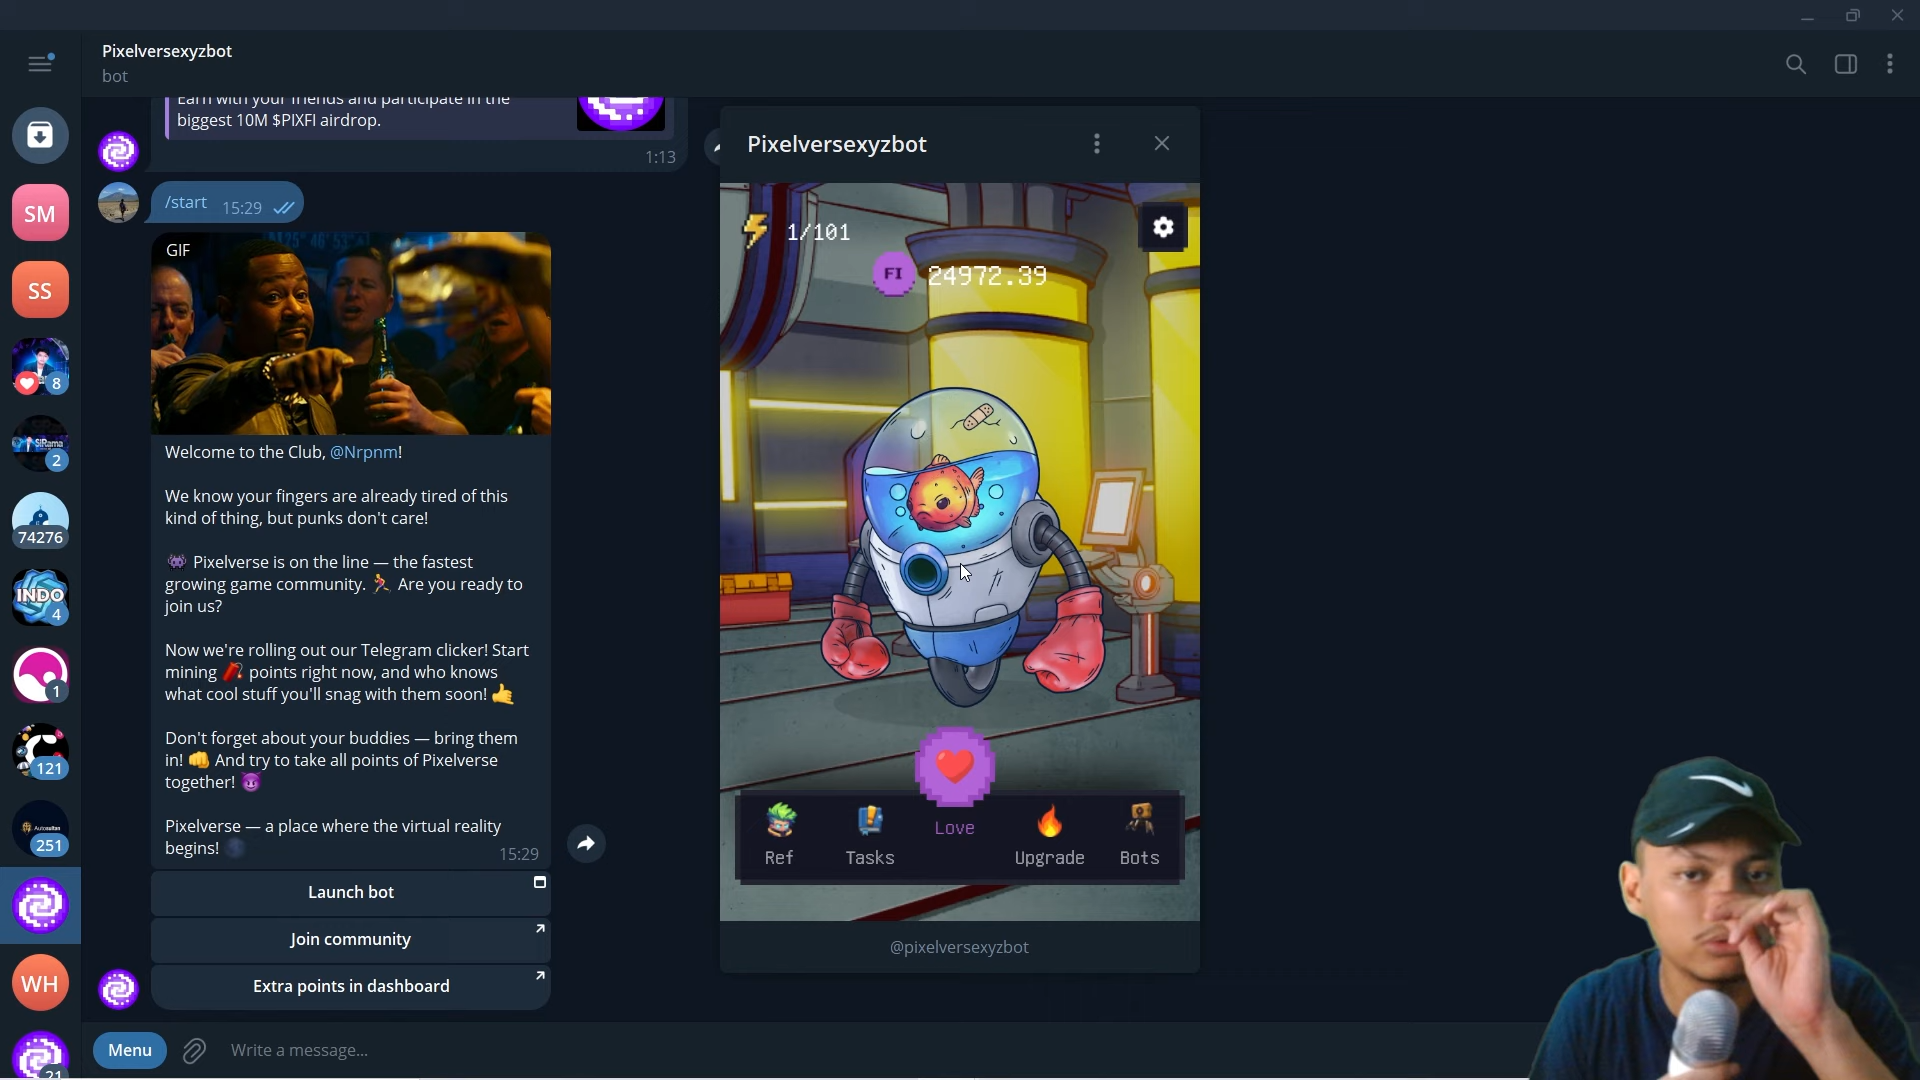 Pixelversexyzbot
bot
Earn with your friends and participate in the
biggest 10M $PIXFI airdrop.
1:13
/start 15:29
GIF
Welcome to the Club, @Nrpnm!
We know your fingers are already tired of this
kind of thing, but punks don't care!
👾 Pixelverse is on the line — the fastest
growing game community. 🏃 Are you ready to
join us?
Now we're rolling out our Telegram clicker! Start
mining 🧨 points right now, and who knows
what cool stuff you'll snag with them soon! 🤙
Don't forget about your buddies — bring them
in! 👊 And try to take all points of Pixelverse
together! 😈
Pixelverse — a place where the virtual reality
begins! 🌑
15:29
Launch bot
Join community
Extra points in dashboard
Menu
Write a message...
SM
SS
8
SiRama
2
74276
INDO
4
1
121
Autosultan
251
WH
21
Pixelversexyzbot
1/101
FI 24972.39
Ref
Tasks
Love
Upgrade
Bots
@pixelversexyzbot